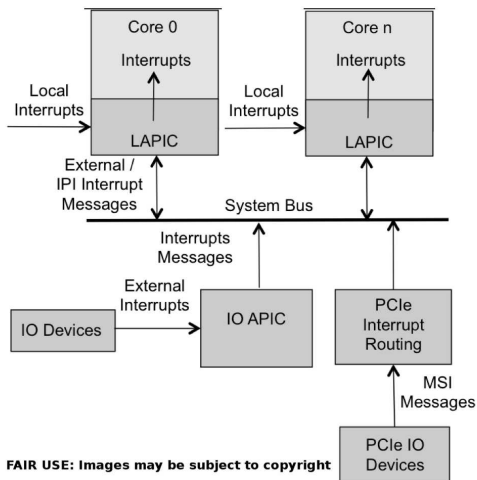 Core 0
Core n
Interrupts
Interrupts
Local
Interrupts
Local
Interrupts
LAPIC
LAPIC
External /
IPI Interrupt
Messages
System Bus
Interrupts
Messages
External
Interrupts
IO Devices
IO APIC
PCIe
Interrupt
Routing
MSI
Messages
PCIe IO
Devices
FAIR USE: Images may be subject to copyright